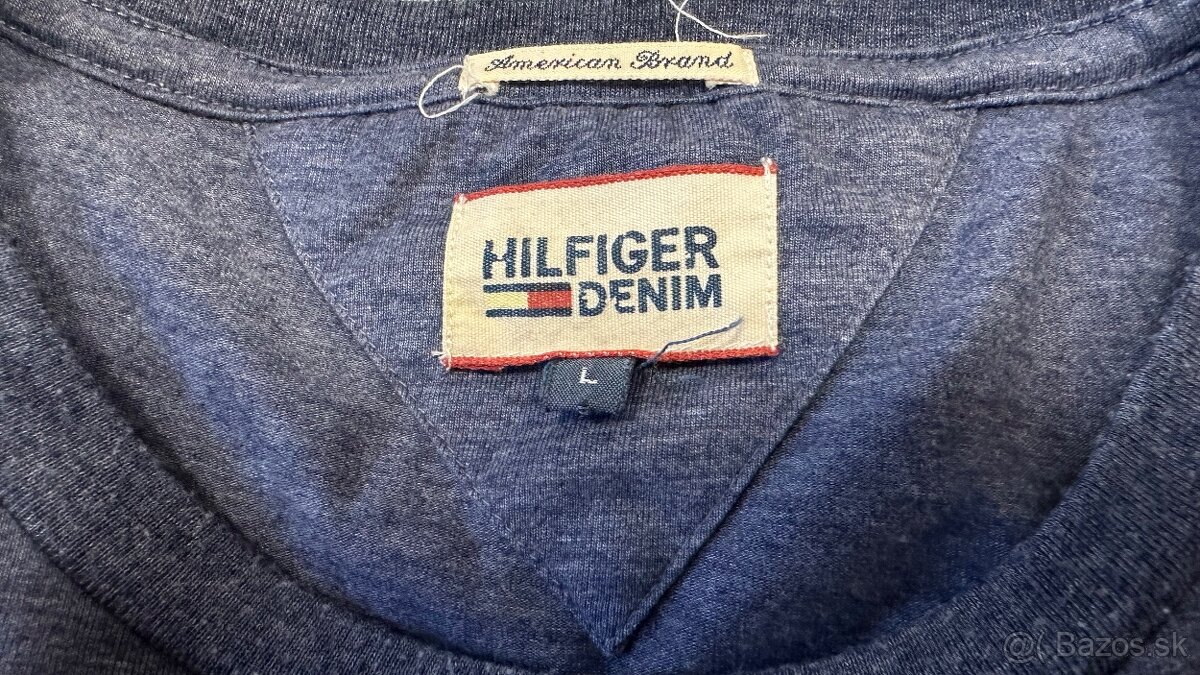 American Brand
HILFIGER
DENIM
L
@( Bazos.sk